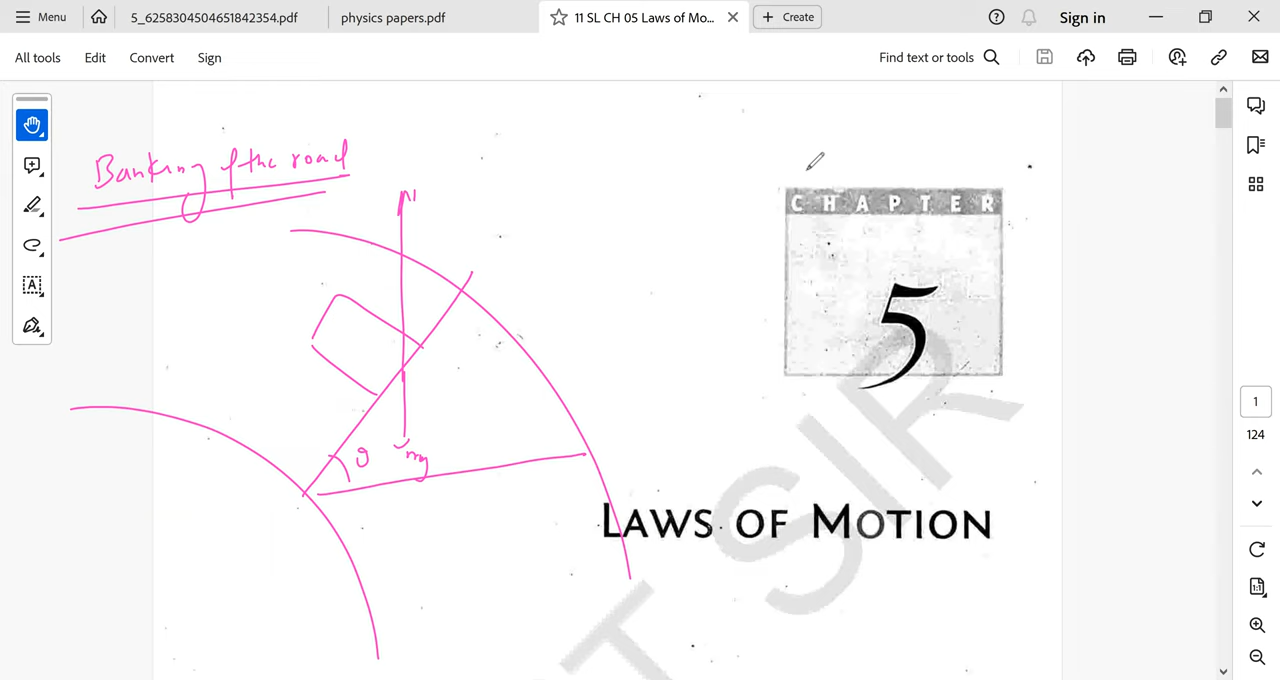 Menu
5_6258304504651842354.pdf
physics papers.pdf
11 SL CH 05 Laws of Mo...
Create
Sign in
All tools
Edit
Convert
Sign
Find text or tools
Banking of the road
N
θ
mg
CHAPTER
5
LAWS OF MOTION
T SIR
1
124